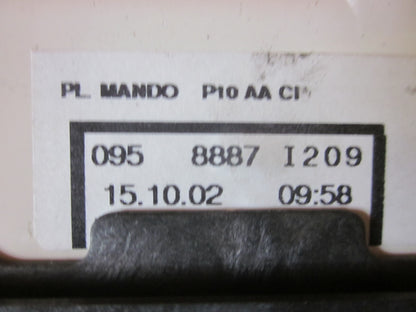 PL. MANDO P10 AA CI
095 8887 I209
15.10.02 09:58